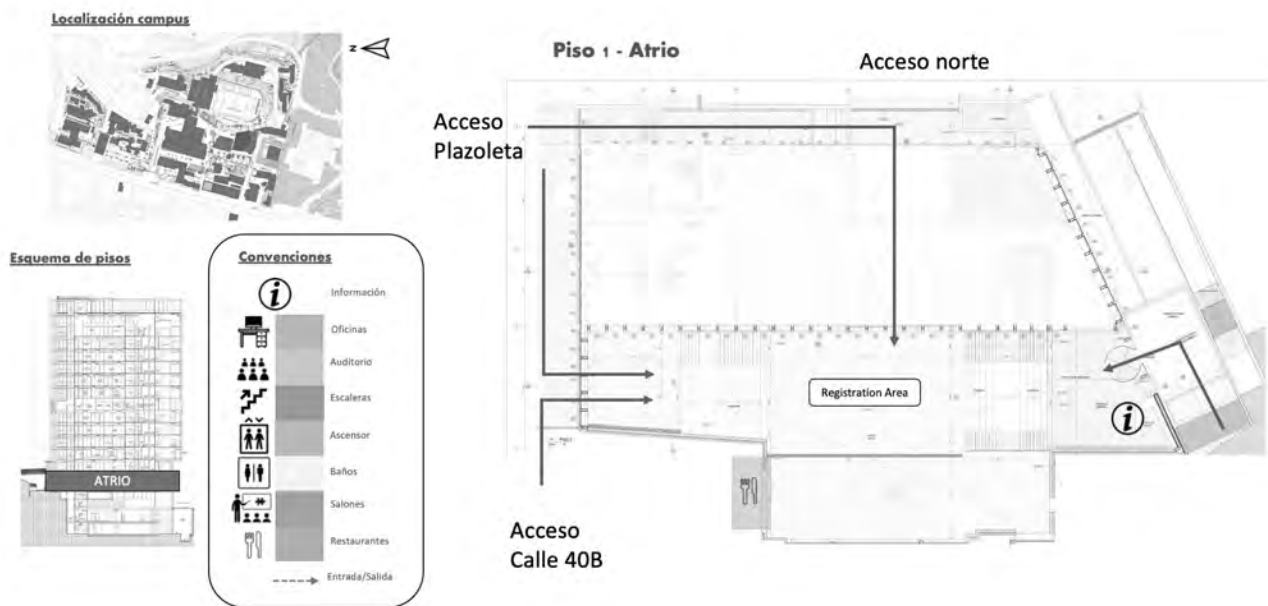 Localización campus
N
Piso 1 - Atrio
Acceso norte
Acceso
Plazoleta
Esquema de pisos
ATRIO
Convenciones
Información
Oficinas
Auditorio
Escaleras
Ascensor
Baños
Salones
Restaurantes
Entrada/Salida
Registration Area
Acceso
Calle 40B